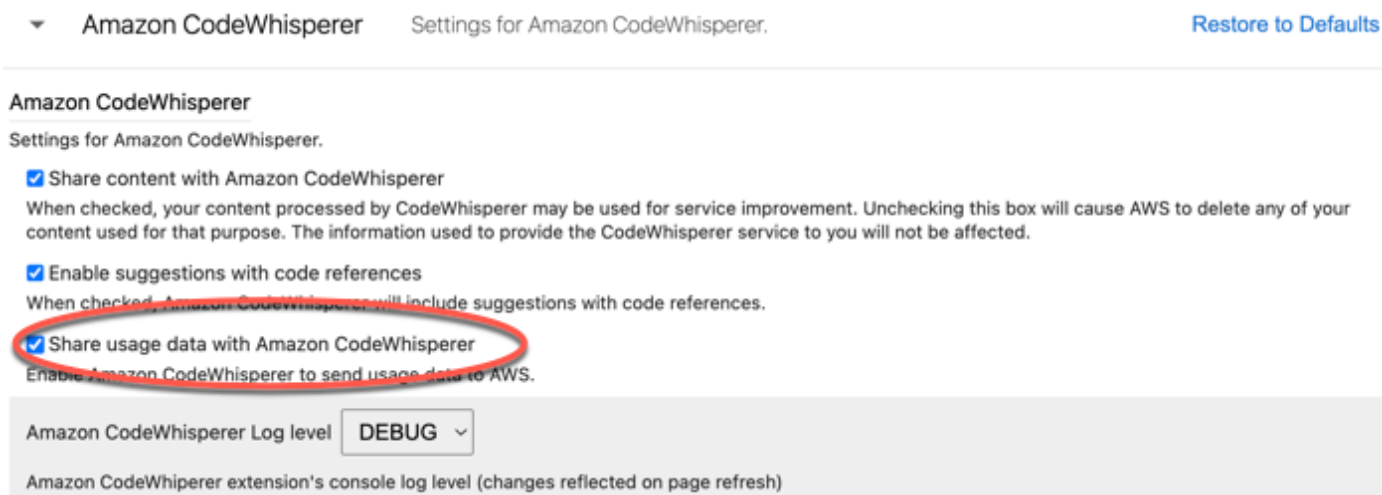 Amazon CodeWhisperer Settings for Amazon CodeWhisperer. Restore to Defaults
Amazon CodeWhisperer
Settings for Amazon CodeWhisperer.
Share content with Amazon CodeWhisperer
When checked, your content processed by CodeWhisperer may be used for service improvement. Unchecking this box will cause AWS to delete any of your
content used for that purpose. The information used to provide the CodeWhisperer service to you will not be affected.
Enable suggestions with code references
When checked, Amazon CodeWhisperer will include suggestions with code references.
Share usage data with Amazon CodeWhisperer
Enable Amazon CodeWhisperer to send usage data to AWS.
Amazon CodeWhisperer Log level DEBUG
Amazon CodeWhiperer extension's console log level (changes reflected on page refresh)